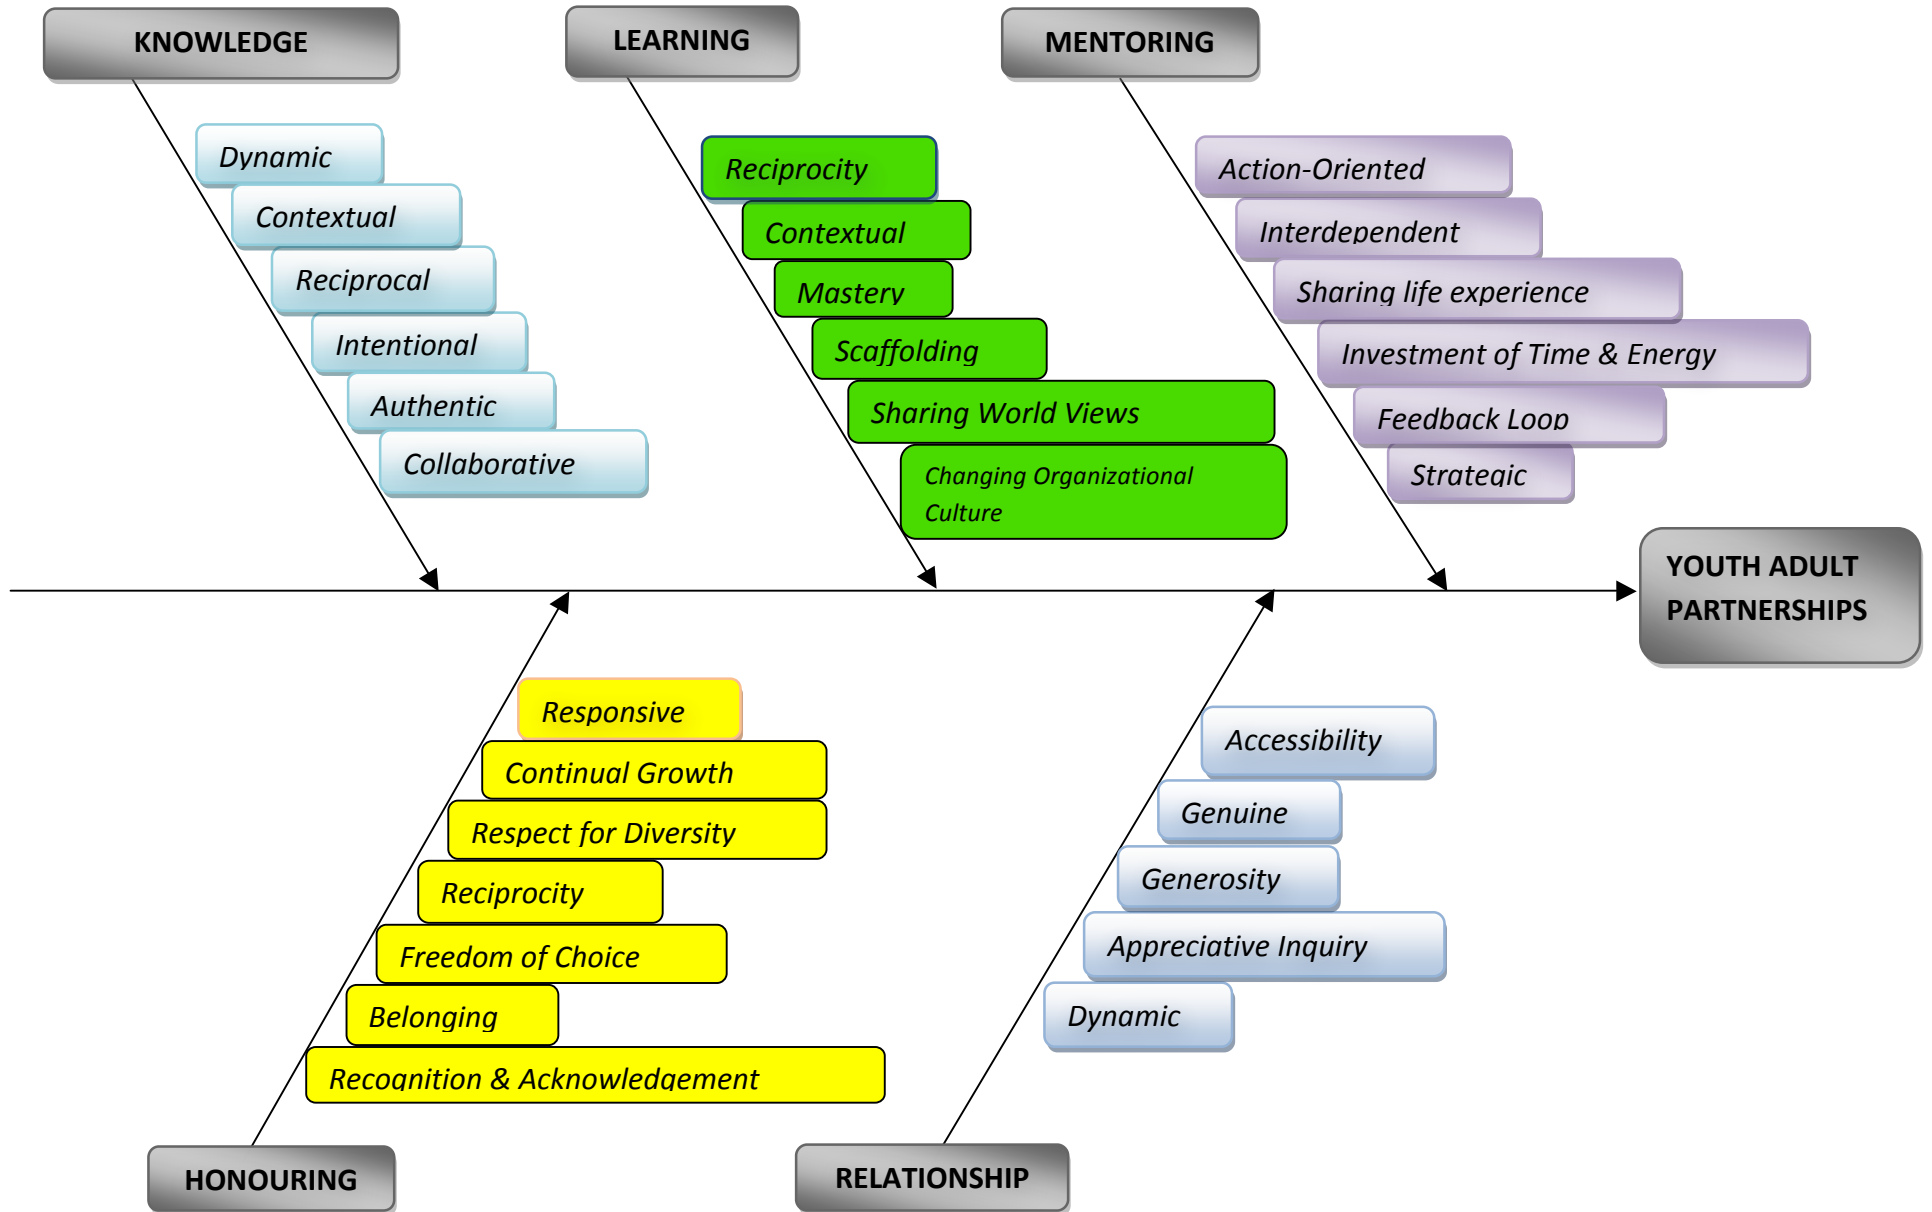 KNOWLEDGE
Dynamic
Contextual
Reciprocal
Intentional
Authentic
Collaborative
LEARNING
Reciprocity
Contextual
Mastery
Scaffolding
Sharing World Views
Changing Organizational
Culture
MENTORING
Action-Oriented
Interdependent
Sharing life experience
Investment of Time & Energy
Feedback Loop
Strategic
YOUTH ADULT
PARTNERSHIPS
Responsive
Continual Growth
Respect for Diversity
Reciprocity
Freedom of Choice
Belonging
Recognition & Acknowledgement
HONOURING
Accessibility
Genuine
Generosity
Appreciative Inquiry
Dynamic
RELATIONSHIP